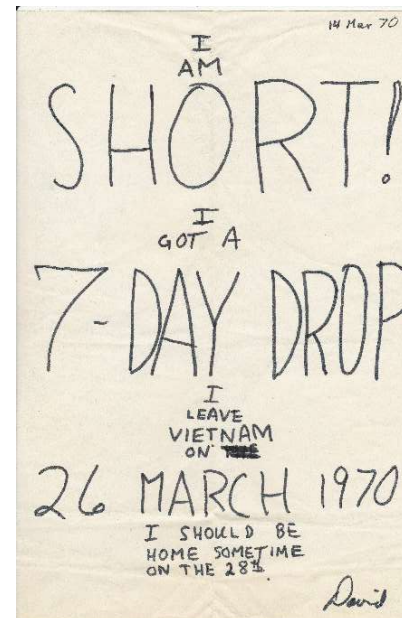 14 Mar 70
I
AM
SHORT!
I
GOT A
7-DAY DROP
I
LEAVE
VIETNAM
ON
26 MARCH 1970
I SHOULD BE
HOME SOMETIME
ON THE 28th.
David